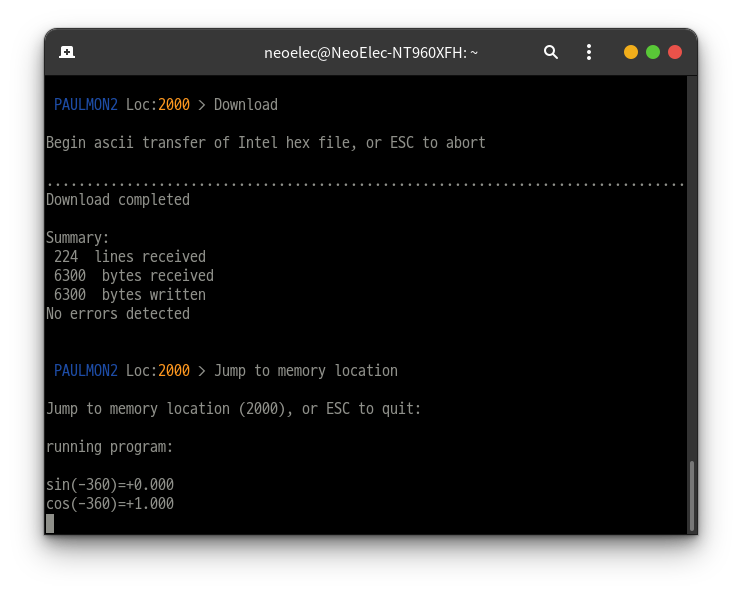 neoelec@NeoElec-NT960XFH: ~
PAULMON2 Loc:2000 > Download
Begin ascii transfer of Intel hex file, or ESC to abort
................................................................................
Download completed
Summary:
224  lines received
6300  bytes received
6300  bytes written
No errors detected
PAULMON2 Loc:2000 > Jump to memory location
Jump to memory location (2000), or ESC to quit:
running program:
sin(-360)=+0.000
cos(-360)=+1.000